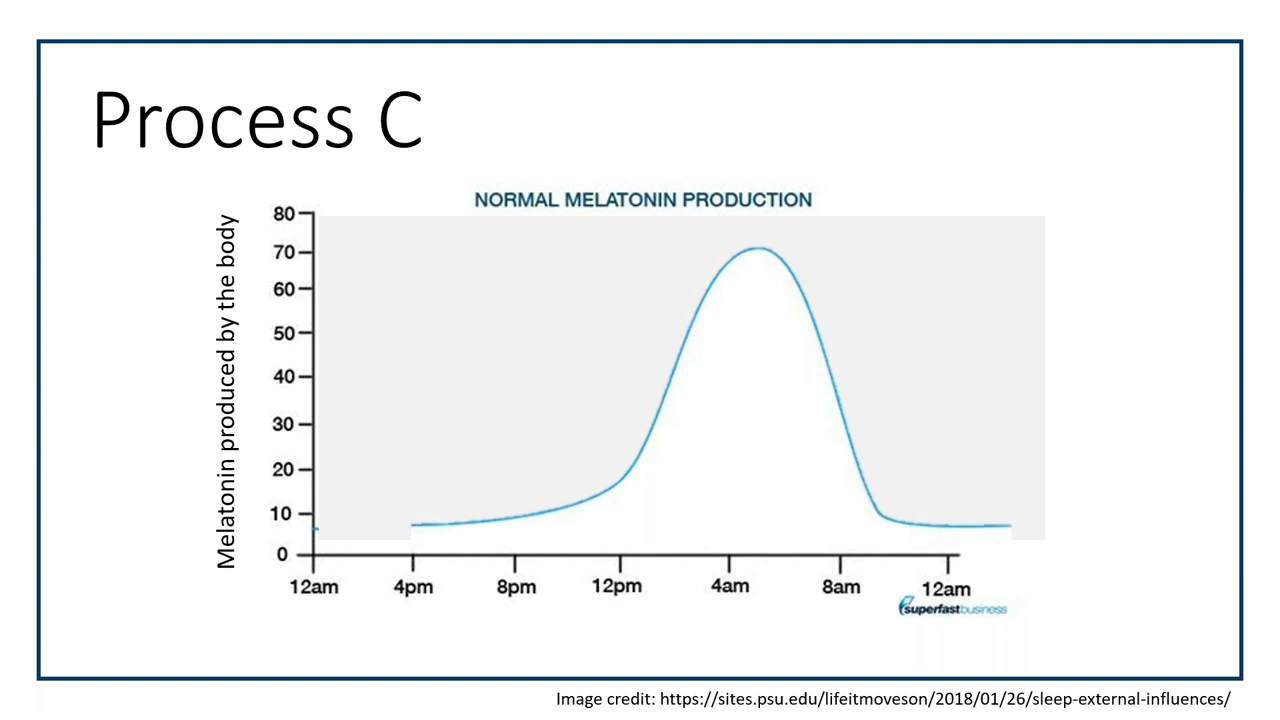 Process C
NORMAL MELATONIN PRODUCTION
Melatonin produced by the body
80
70
60
50
40
30
20
10
0
12am 4pm 8pm 12pm 4am 8am 12am
superfastbusiness
Image credit: https://sites.psu.edu/lifeitmoveson/2018/01/26/sleep-external-influences/